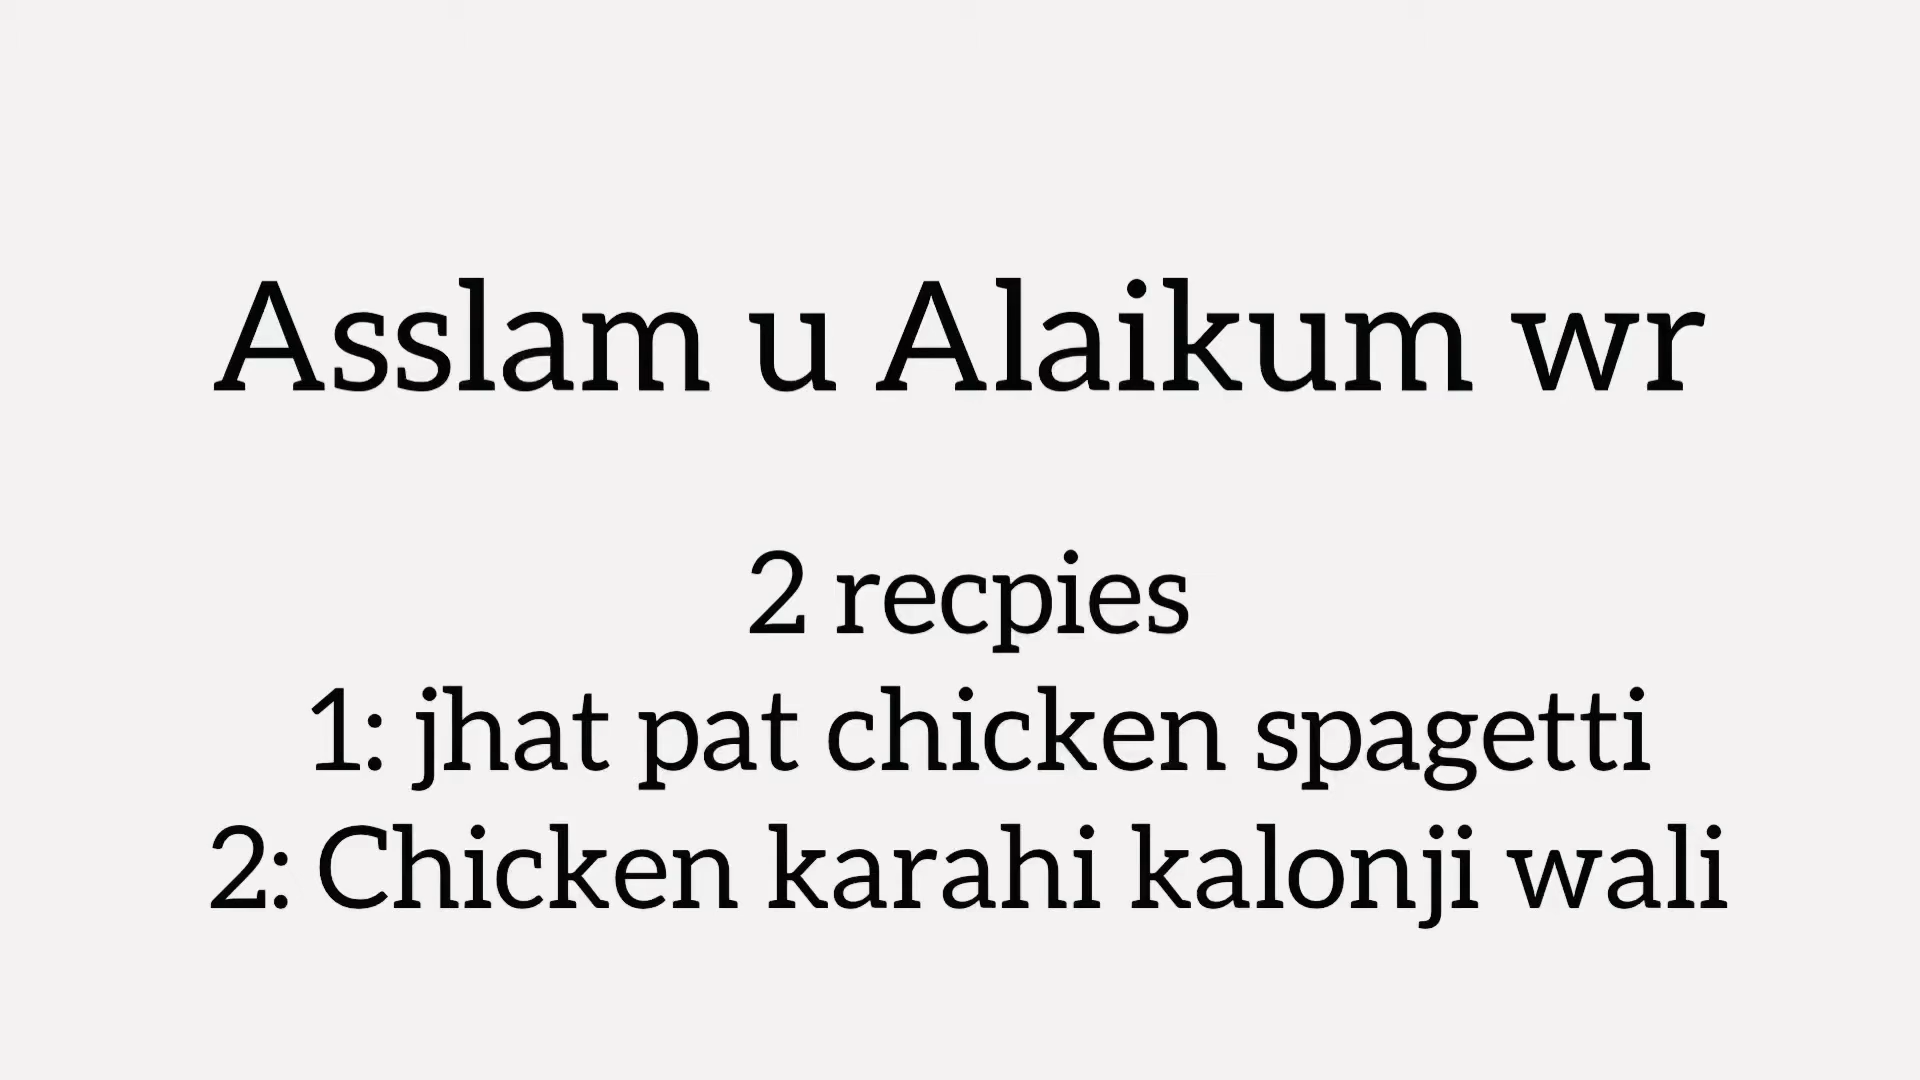 Asslam u Alaikum wr
2 recpies
1: jhat pat chicken spagetti
2: Chicken karahi kalonji wali